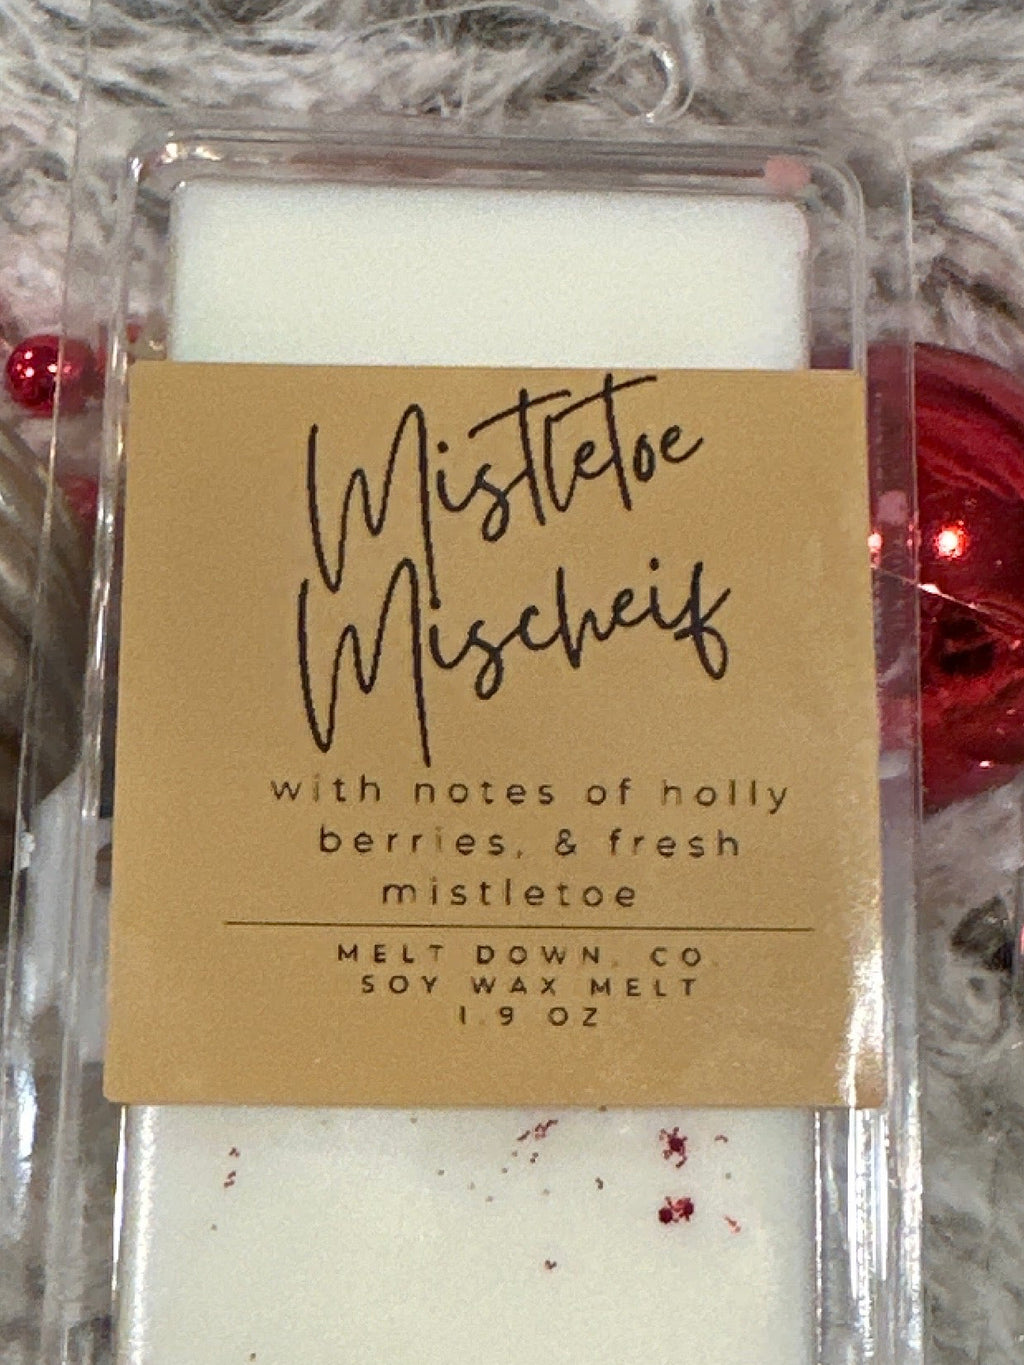 Mistletoe
Mischeif
with notes of holly
berries, & fresh
mistletoe
MELT DOWN. CO.
SOY WAX MELT
1.9 OZ